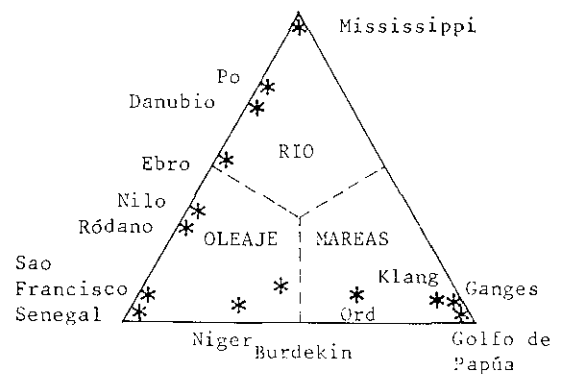 Mississippi
Po
Danubio
Ebro
RIO
Nilo
Ródano
OLEAJE
MAREAS
Sao
Francisco
Senegal
Klang
Ganges
Ord
Niger
Burdekin
Golfo de
Papúa